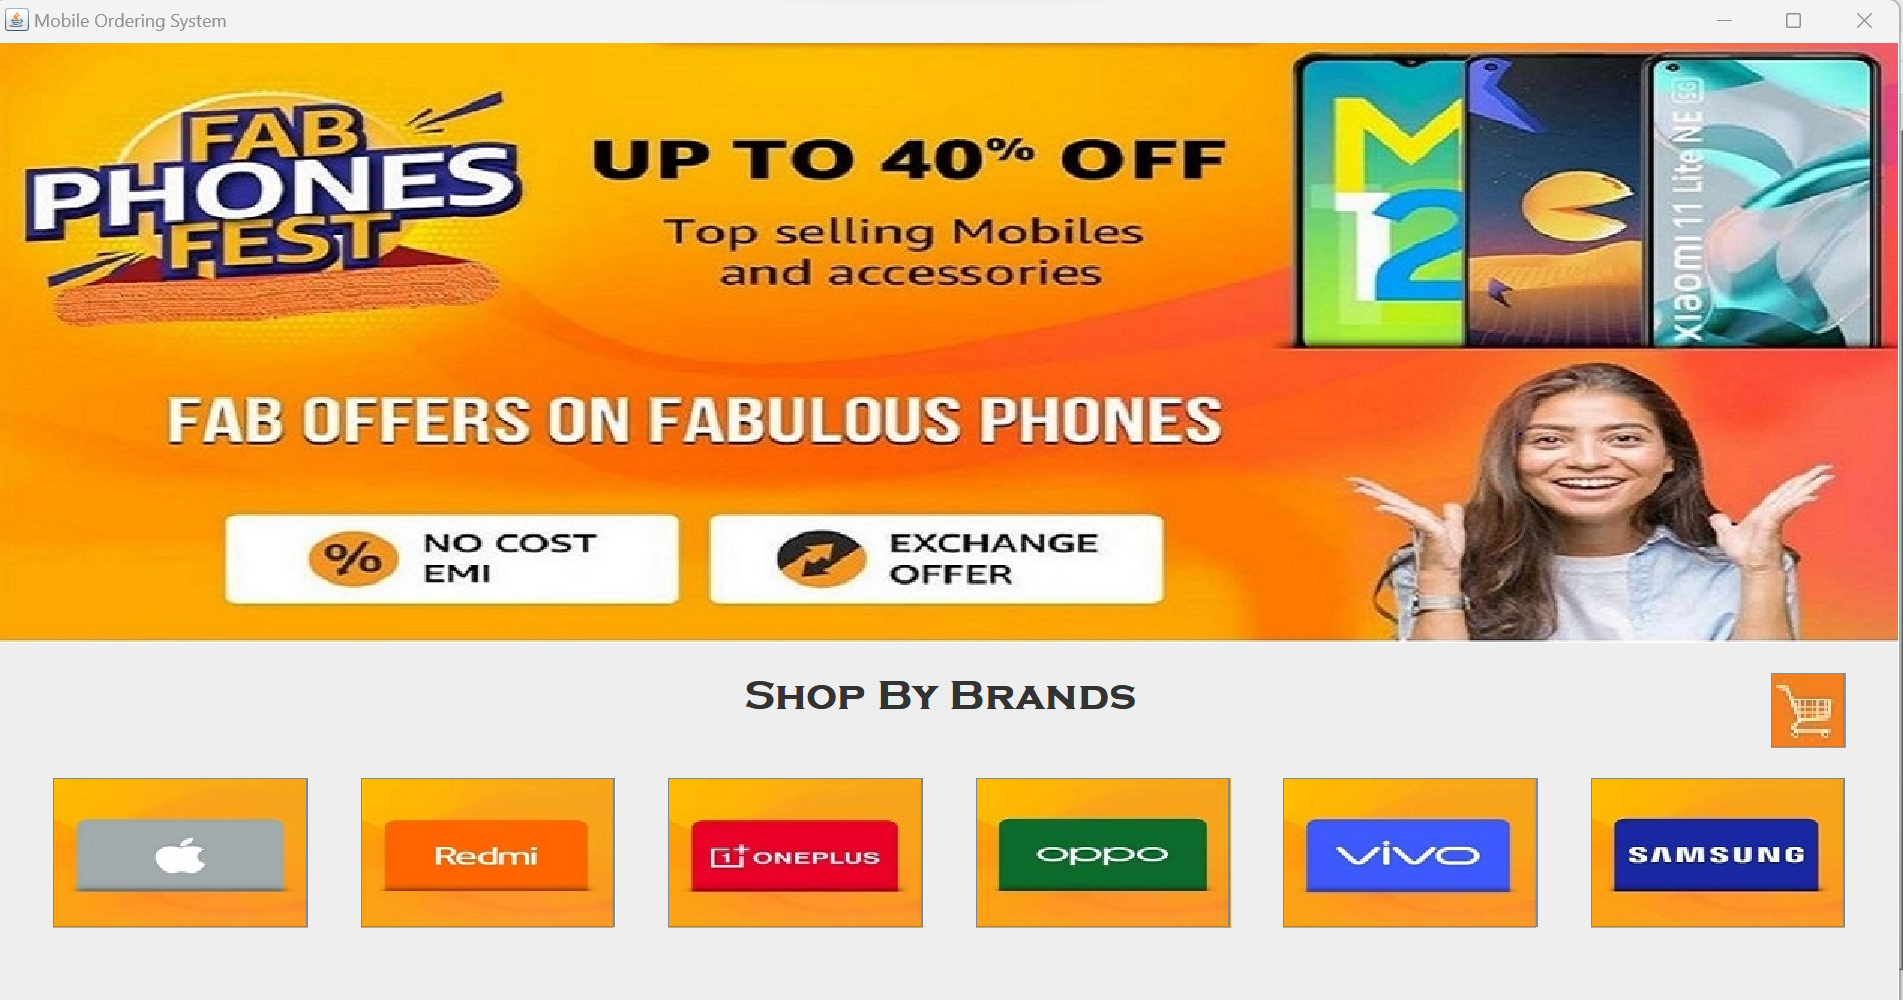 Mobile Ordering System
FAB
PHONES
FEST
UP TO 40% OFF
Top selling Mobiles
and accessories
M
12
xiaomi 11 Lite NE 5G
FAB OFFERS ON FABULOUS PHONES
% NO COST
EMI
EXCHANGE
OFFER
Shop By Brands
Redmi
1+ ONEPLUS
oppo
vivo
SAMSUNG